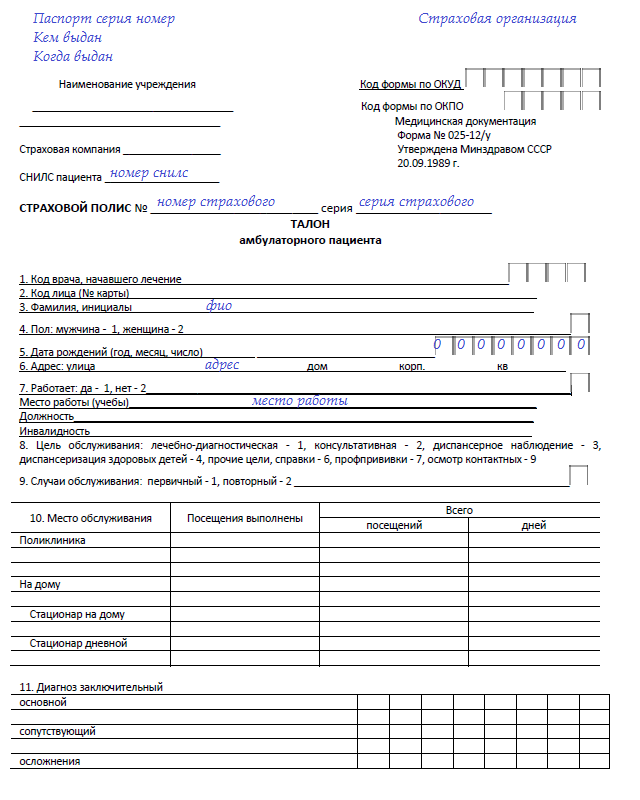 Паспорт серия номер
Страховая организация
Кем выдан
Когда выдан
Наименование учреждения
Код формы по ОКУД
Код формы по ОКПО
Медицинская документация
Форма № 025-12/у
Страховая компания
Утверждена Минздравом СССР
20.09.1989 г.
СНИЛС пациента номер снилс
СТРАХОВОЙ ПОЛИС № номер страхового серия серия страхового
ТАЛОН
амбулаторного пациента
1. Код врача, начавшего лечение
2. Код лица (№ карты)
3. Фамилия, инициалы фио
4. Пол: мужчина - 1, женщина - 2
5. Дата рождений (год, месяц, число) 0 0 0 0 0 0 0 0
6. Адрес: улица адрес дом корп. кв
7. Работает: да - 1, нет - 2
Место работы (учебы) место работы
Должность
Инвалидность
8. Цель обслуживания: лечебно-диагностическая - 1, консультативная - 2, диспансерное наблюдение - 3,
диспансеризация здоровых детей - 4, прочие цели, справки - 6, профпрививки - 7, осмотр контактных - 9
9. Случаи обслуживания: первичный - 1, повторный - 2
10. Место обслуживания Посещения выполнены Всего
посещений дней
Поликлиника
На дому
Стационар на дому
Стационар дневной
11. Диагноз заключительный
основной
сопутствующий
осложнения